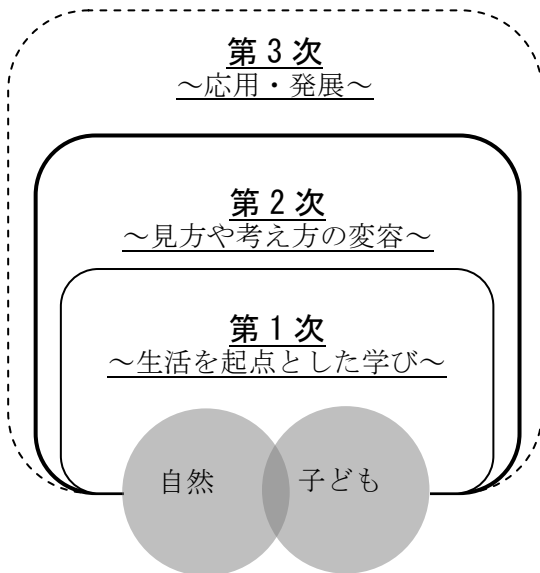 第3次
～応用・発展～
第2次
～見方や考え方の変容～
第1次
～生活を起点とした学び～
自然
子ども